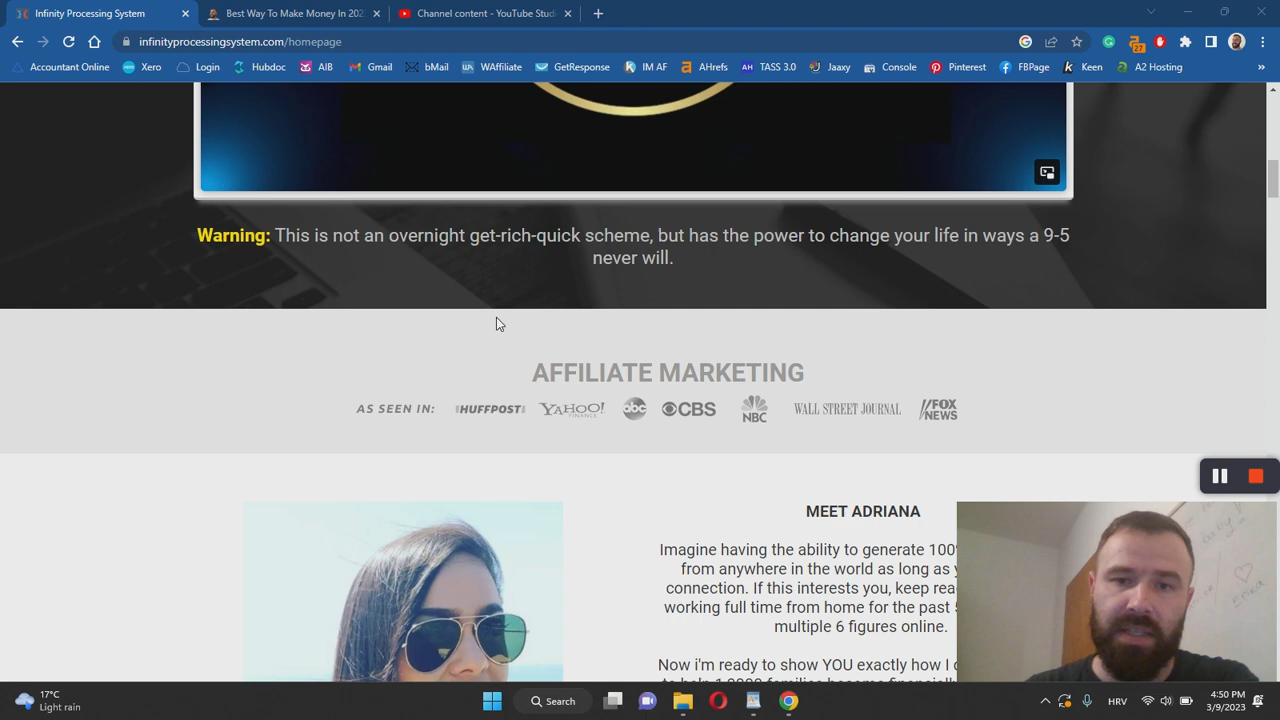 Infinity Processing System
Best Way To Make Money In 202
Channel content - YouTube Studi
infinityprocessingsystem.com/homepage
27
Accountant Online
Xero
Login
Hubdoc
AIB
Gmail
bMail
WAffiliate
GetResponse
IM AF
AHrefs
TASS 3.0
Jaaxy
Console
Pinterest
FBPage
Keen
A2 Hosting
»
Warning: This is not an overnight get-rich-quick scheme, but has the power to change your life in ways a 9-5
never will.
AFFILIATE MARKETING
AS SEEN IN: HUFFPOST YAHOO! FINANCE abc CBS NBC WALL STREET JOURNAL FOX NEWS
MEET ADRIANA
Imagine having the ability to generate 100
from anywhere in the world as long as
connection. If this interests you, keep rea
working full time from home for the past
multiple 6 figures online.
Now i'm ready to show YOU exactly how I
17°C
Light rain
Search
HRV
4:50 PM
3/9/2023